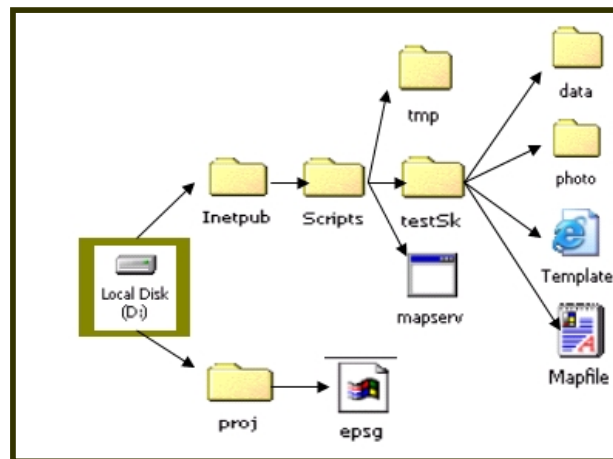 data
tmp
photo
Inetpub
Scripts
testSk
Template
Local Disk
(D:)
mapserv
Mapfile
proj
epsg